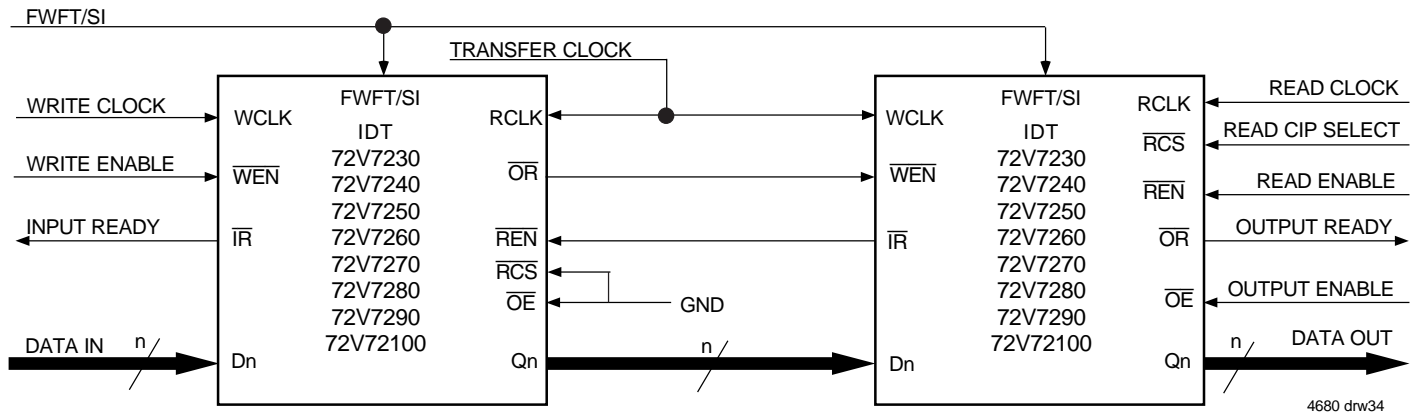 FWFT/SI
TRANSFER CLOCK
WRITE CLOCK
WRITE ENABLE
INPUT READY
DATA IN
n
FWFT/SI
IDT
72V7230
72V7240
72V7250
72V7260
72V7270
72V7280
72V7290
72V72100
WCLK
WEN
IR
Dn
RCLK
OR
REN
RCS
OE
Qn
GND
n
FWFT/SI
IDT
72V7230
72V7240
72V7250
72V7260
72V7270
72V7280
72V7290
72V72100
WCLK
WEN
IR
Dn
RCLK
RCS
REN
OR
OE
Qn
READ CLOCK
READ CIP SELECT
READ ENABLE
OUTPUT READY
OUTPUT ENABLE
n
DATA OUT
4680 drw34